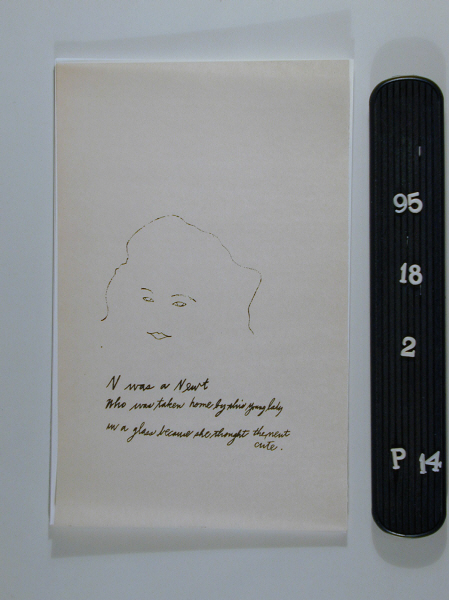 N was a Newt
Who was taken home by this young lady
in a glass because she thought the newt
cute.
95
18
2
P 14